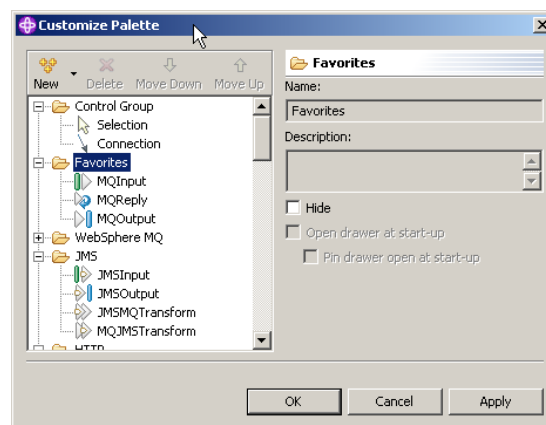 Customize Palette
New
Delete
Move Down
Move Up
Control Group
Selection
Connection
Favorites
MQInput
MQReply
MQOutput
WebSphere MQ
JMS
JMSInput
JMSOutput
JMSMQTransform
MQJMSTransform
HTTP
Favorites
Name:
Favorites
Description:
Hide
Open drawer at start-up
Pin drawer open at start-up
OK
Cancel
Apply